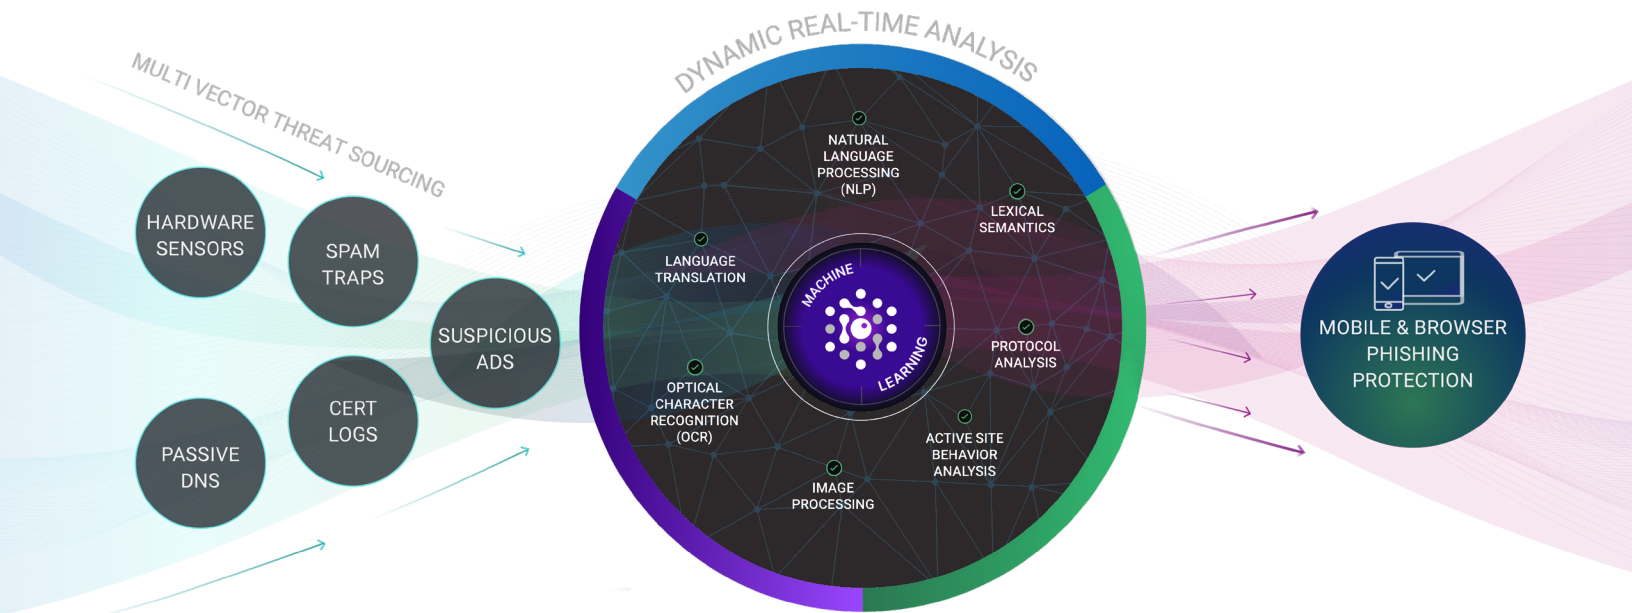 MULTI VECTOR THREAT SOURCING
HARDWARE
SENSORS
SPAM
TRAPS
SUSPICIOUS
ADS
CERT
LOGS
PASSIVE
DNS
DYNAMIC REAL-TIME ANALYSIS
NATURAL
LANGUAGE
PROCESSING
(NLP)
LEXICAL
SEMANTICS
LANGUAGE
TRANSLATION
MACHINE
LEARNING
PROTOCOL
ANALYSIS
OPTICAL
CHARACTER
RECOGNITION
(OCR)
ACTIVE SITE
BEHAVIOR
ANALYSIS
IMAGE
PROCESSING
MOBILE & BROWSER
PHISHING
PROTECTION